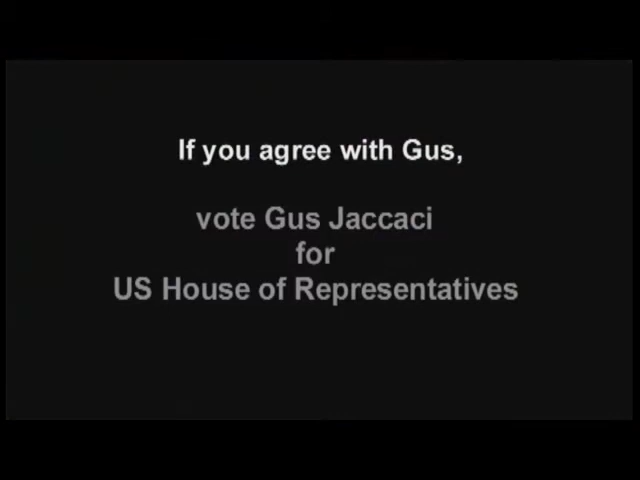 If you agree with Gus,
vote Gus Jaccaci
for
US House of Representatives